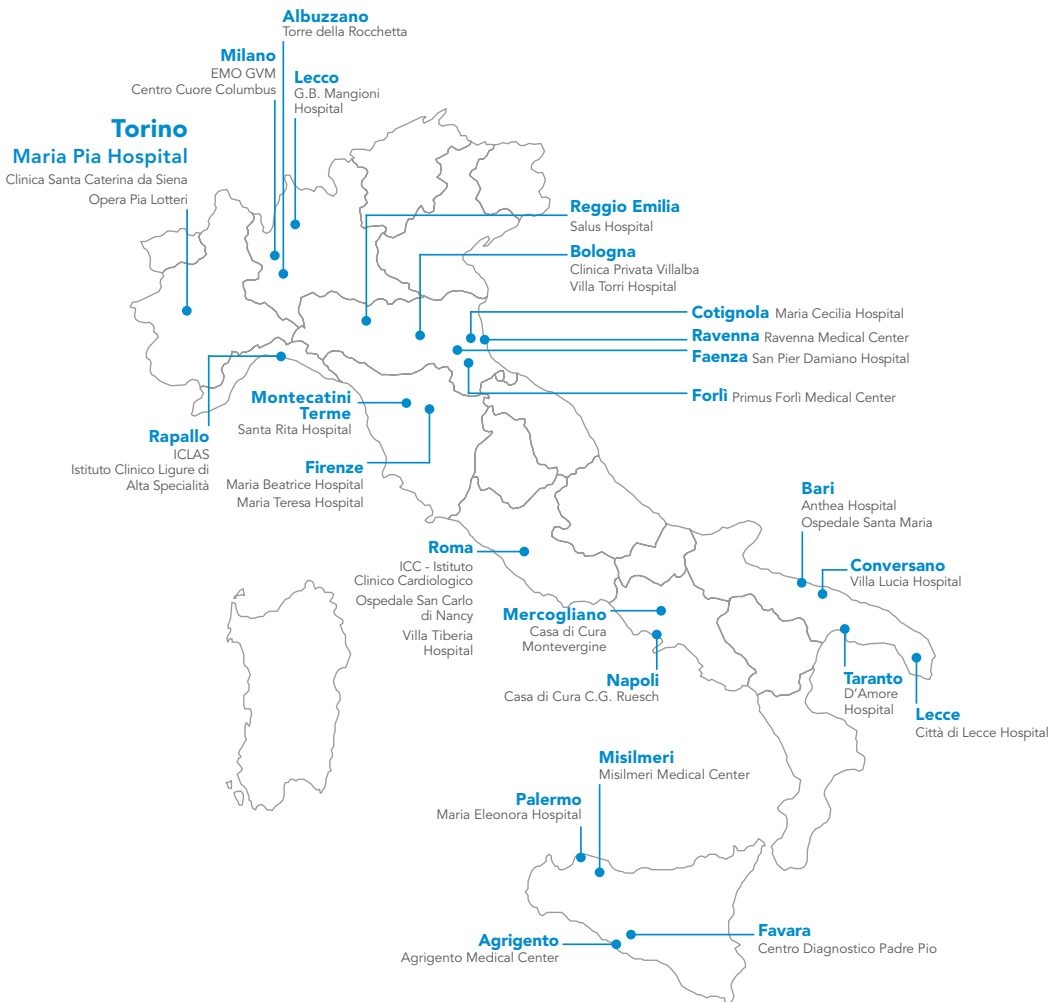 Albuzzano
Torre della Rocchetta
Milano
EMO GVM
Centro Cuore Columbus
Lecco
G.B. Mangioni
Hospital
Torino
Maria Pia Hospital
Clinica Santa Caterina da Siena
Opera Pia Lotteri
Reggio Emilia
Salus Hospital
Bologna
Clinica Privata Villalba
Villa Torri Hospital
Cotignola Maria Cecilia Hospital
Ravenna Ravenna Medical Center
Faenza San Pier Damiano Hospital
Forlì Primus Forlì Medical Center
Montecatini
Terme
Santa Rita Hospital
Rapallo
ICLAS
Istituto Clinico Ligure di
Alta Specialità
Firenze
Maria Beatrice Hospital
Maria Teresa Hospital
Bari
Anthea Hospital
Ospedale Santa Maria
Conversano
Villa Lucia Hospital
Roma
ICC - Istituto
Clinico Cardiologico
Ospedale San Carlo
di Nancy
Villa Tiberia
Hospital
Mercogliano
Casa di Cura
Montevergine
Napoli
Casa di Cura C.G. Ruesch
Taranto
D'Amore
Hospital
Lecce
Città di Lecce Hospital
Misilmeri
Misilmeri Medical Center
Palermo
Maria Eleonora Hospital
Agrigento
Agrigento Medical Center
Favara
Centro Diagnostico Padre Pio